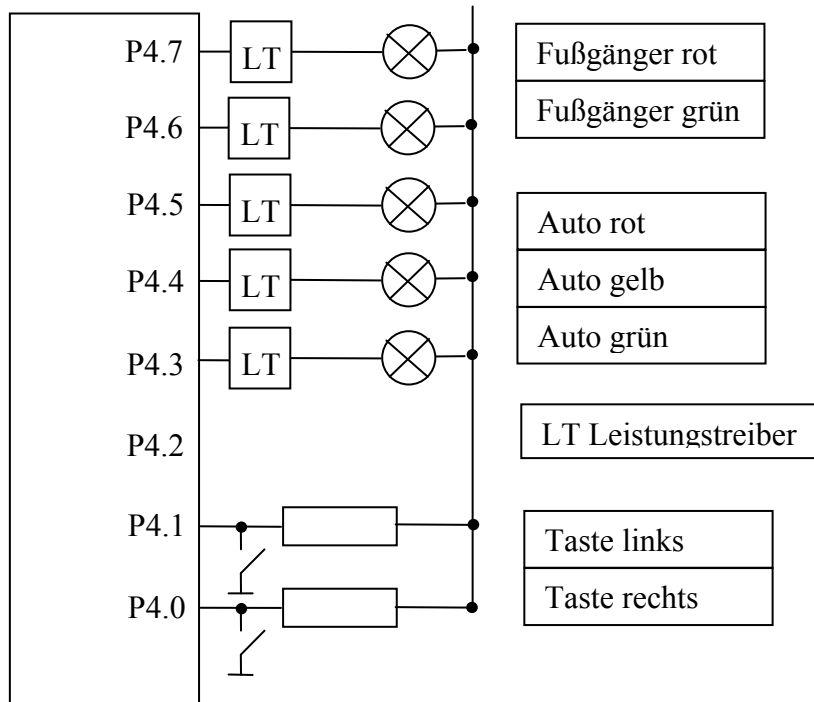 P4.7 LT Fußgänger rot
P4.6 LT Fußgänger grün
P4.5 LT Auto rot
P4.4 LT Auto gelb
P4.3 LT Auto grün
P4.2 LT Leistungstreiber
P4.1 Taste links
P4.0 Taste rechts